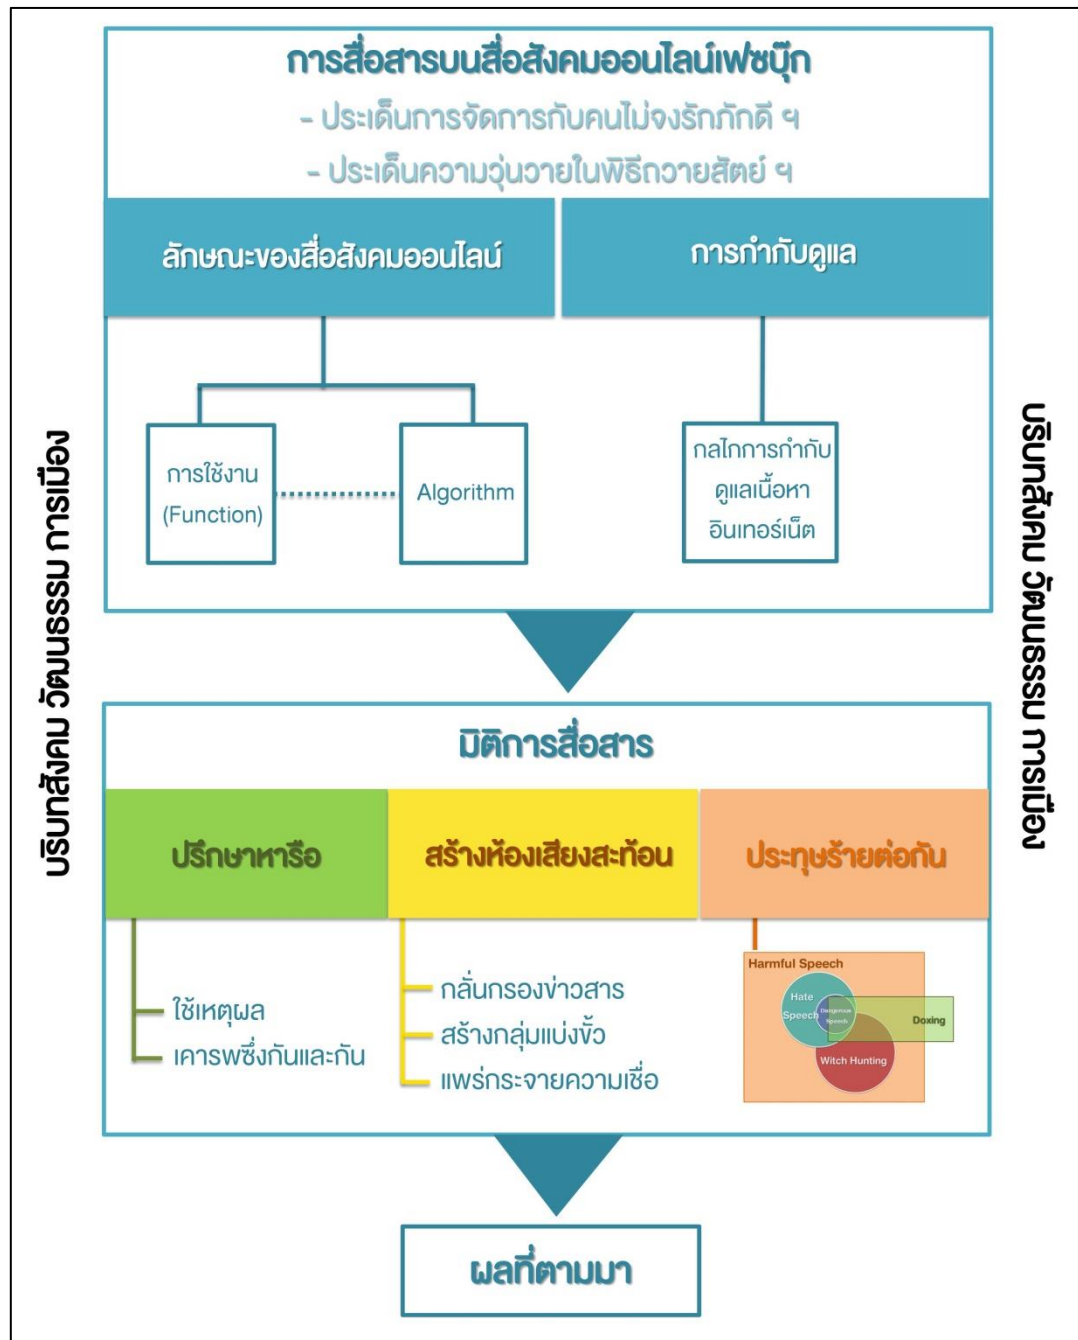 การสื่อสารบนสื่อสังคมออนไลน์เฟซบุ๊ก
- ประเด็นการจัดการกับคนไม่จงรักภักดี ฯ
- ประเด็นความวุ่นวายในพิธีถวายสัตย์ ฯ
ลักษณะของสื่อสังคมออนไลน์
การกำกับดูแล
การใช้งาน
(Function)
Algorithm
กลไกการกำกับ
ดูแลเนื้อหา
อินเทอร์เน็ต
บริบทสังคม วัฒนธรรม การเมือง
บริบทสังคม วัฒนธรรม การเมือง
มิติการสื่อสาร
ปรึกษาหารือ
สร้างห้องเสียงสะท้อน
ประทุษร้ายต่อกัน
ใช้เหตุผล
เคารพซึ่งกันและกัน
กลั่นกรองข่าวสาร
สร้างกลุ่มแบ่งขั้ว
แพร่กระจายความเชื่อ
Harmful Speech
Hate
Speech
Dangerous
Speech
Doxing
Witch Hunting
ผลที่ตามมา